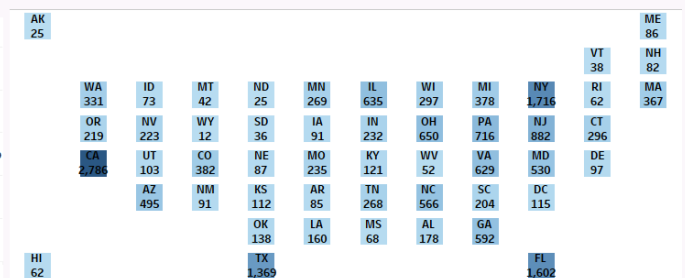 AK ME
25 86
VT NH
38 82
WA ID MT ND MN IL WI MI NY RI MA
331 73 42 25 269 635 297 378 1,716 62 367
OR NV WY SD IA IN OH PA NJ CT
219 223 12 36 91 232 650 716 882 296
CA UT CO NE MO KY WV VA MD DE
2,786 103 382 87 235 121 52 629 530 97
AZ NM KS AR TN NC SC DC
495 91 112 85 268 566 204 115
OK LA MS AL GA
138 160 68 178 592
HI TX FL
62 1,369 1,602